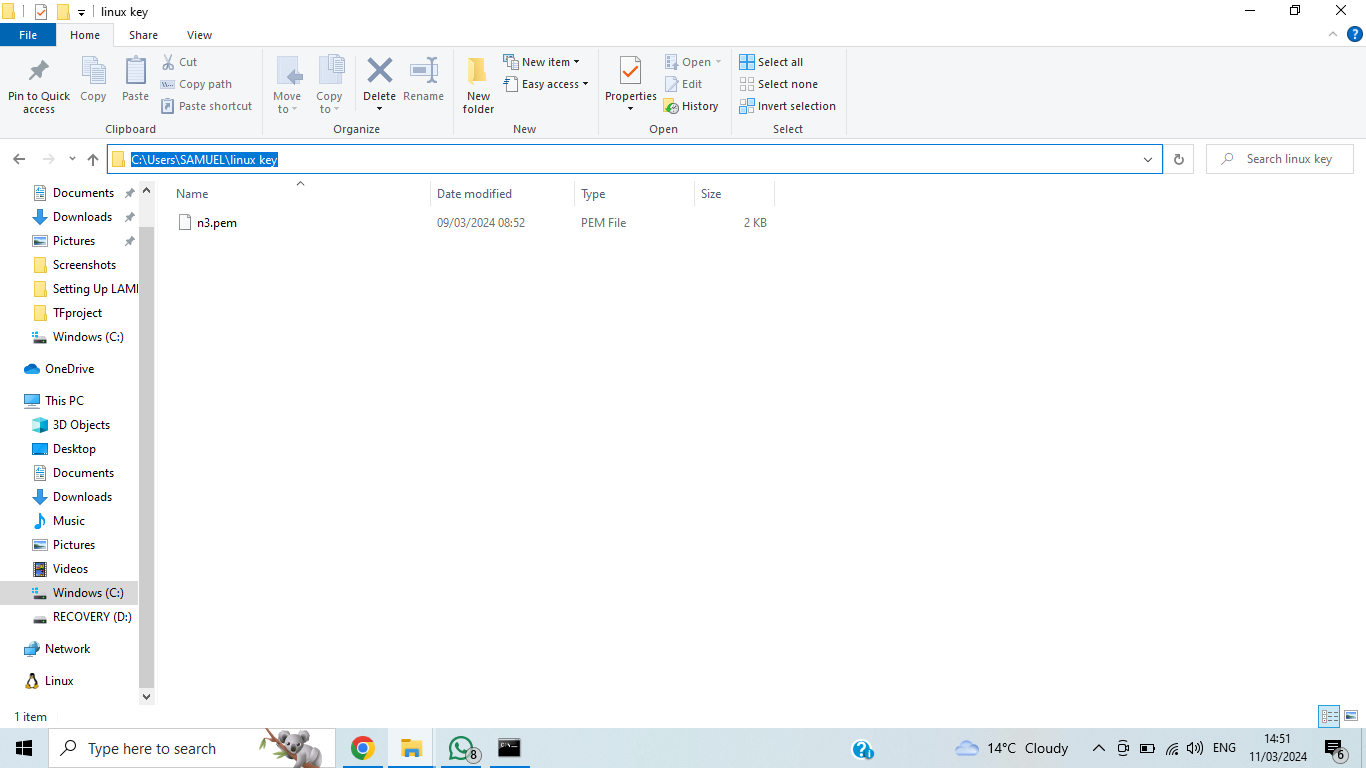 linux key
File Home Share View
Pin to Quick access
Copy
Paste
Cut
Copy path
Paste shortcut
Clipboard
Move to
Copy to
Delete
Rename
Organize
New folder
New item
Easy access
New
Properties
Open
Edit
History
Open
Select all
Select none
Invert selection
Select
C:\Users\SAMUEL\linux key
Search linux key
Documents
Downloads
Pictures
Screenshots
Setting Up LAM
TFproject
Windows (C:)
OneDrive
This PC
3D Objects
Desktop
Documents
Downloads
Music
Pictures
Videos
Windows (C:)
RECOVERY (D:)
Network
Linux
Name Date modified Type Size
n3.pem 09/03/2024 08:52 PEM File 2 KB
1 item
Type here to search
8
14°C Cloudy
ENG
14:51
11/03/2024
6